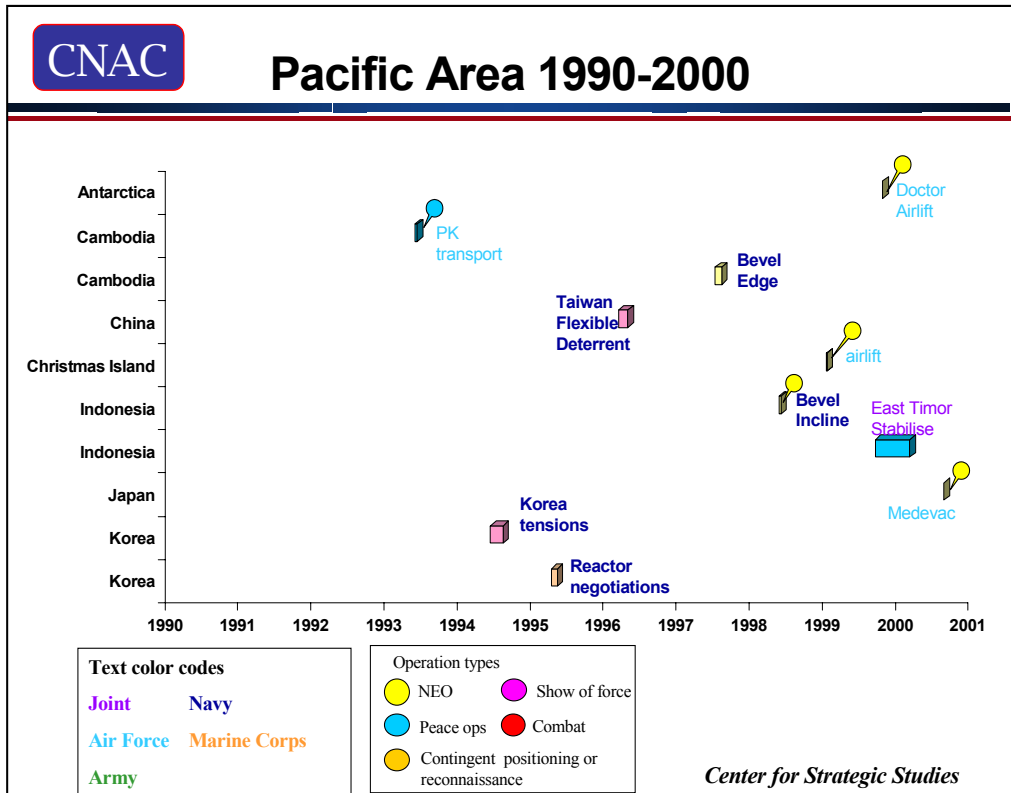 CNAC
Pacific Area 1990-2000
Antarctica
Cambodia
Cambodia
China
Christmas Island
Indonesia
Indonesia
Japan
Korea
Korea
Doctor
Airlift
PK
transport
Bevel
Edge
Taiwan
Flexible
Deterrent
airlift
Bevel
Incline
East Timor
Stabilise
Medevac
Korea
tensions
Reactor
negotiations
1990 1991 1992 1993 1994 1995 1996 1997 1998 1999 2000 2001
Text color codes
Joint Navy
Air Force Marine Corps
Army
Operation types
NEO Show of force
Peace ops Combat
Contingent positioning or
reconnaissance
Center for Strategic Studies